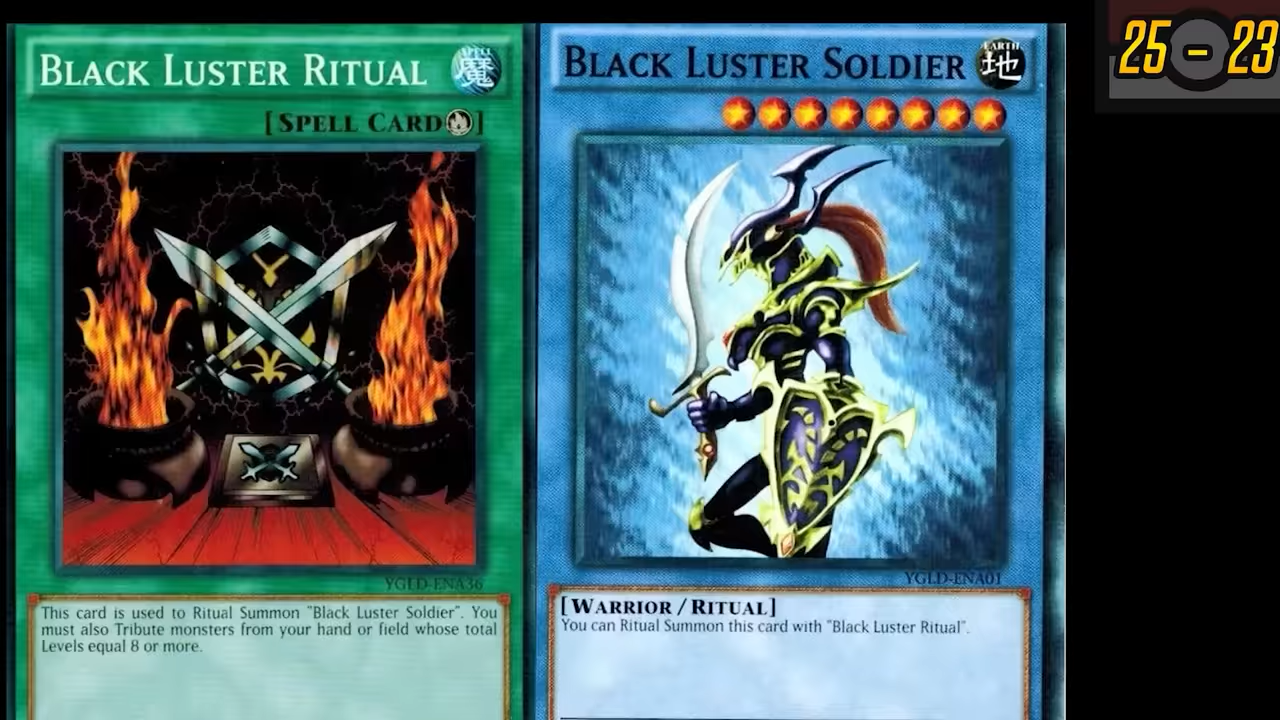 BLACK LUSTER RITUAL 魔
[SPELL CARD]
YGLD-ENA36
This card is used to Ritual Summon "Black Luster Soldier". You
must also Tribute monsters from your hand or field whose total
Levels equal 8 or more.
BLACK LUSTER SOLDIER
EARTH
地
YGLD-ENA01
[WARRIOR / RITUAL]
You can Ritual Summon this card with "Black Luster Ritual".
25 - 23